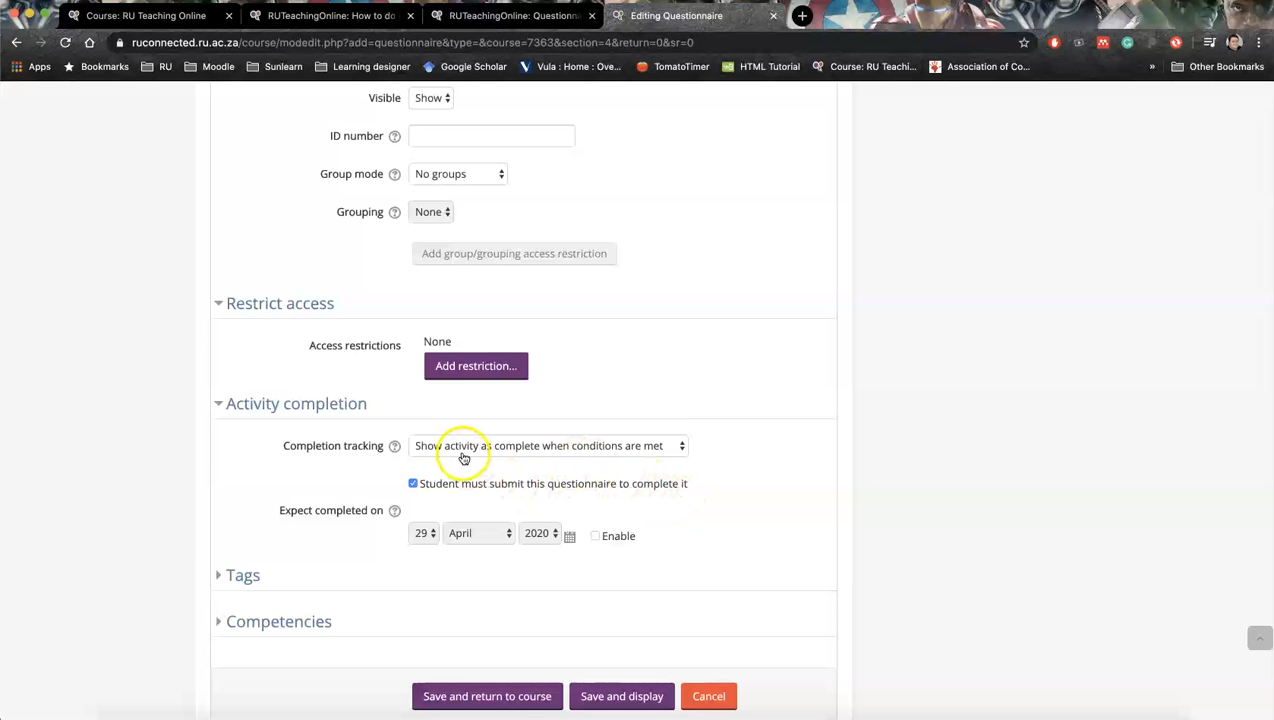 Course: RU Teaching Online
RUTeachingOnline: How to do
RUTeachingOnline: Questionn
Editing Questionnaire
ruconnected.ru.ac.za/course/modedit.php?add=questionnaire&type=&course=7363&section=4&return=0&sr=0
Apps
Bookmarks
RU
Moodle
Sunlearn
Learning designer
Google Scholar
Vula : Home : Ove...
TomatoTimer
HTML Tutorial
Course: RU Teachi...
Association of Co...
»
Other Bookmarks
Visible
Show
ID number
Group mode
No groups
Grouping
None
Add group/grouping access restriction
Restrict access
Access restrictions
None
Add restriction...
Activity completion
Completion tracking
Show activity as complete when conditions are met
Student must submit this questionnaire to complete it
Expect completed on
29
April
2020
Enable
Tags
Competencies
Save and return to course
Save and display
Cancel